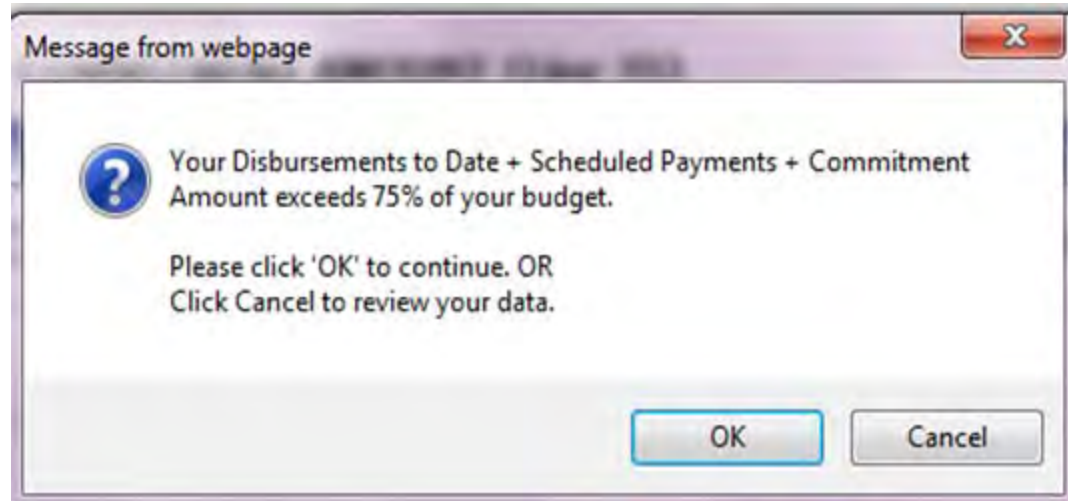 Message from webpage
Your Disbursements to Date + Scheduled Payments + Commitment
Amount exceeds 75% of your budget.
Please click 'OK' to continue. OR
Click Cancel to review your data.
OK
Cancel